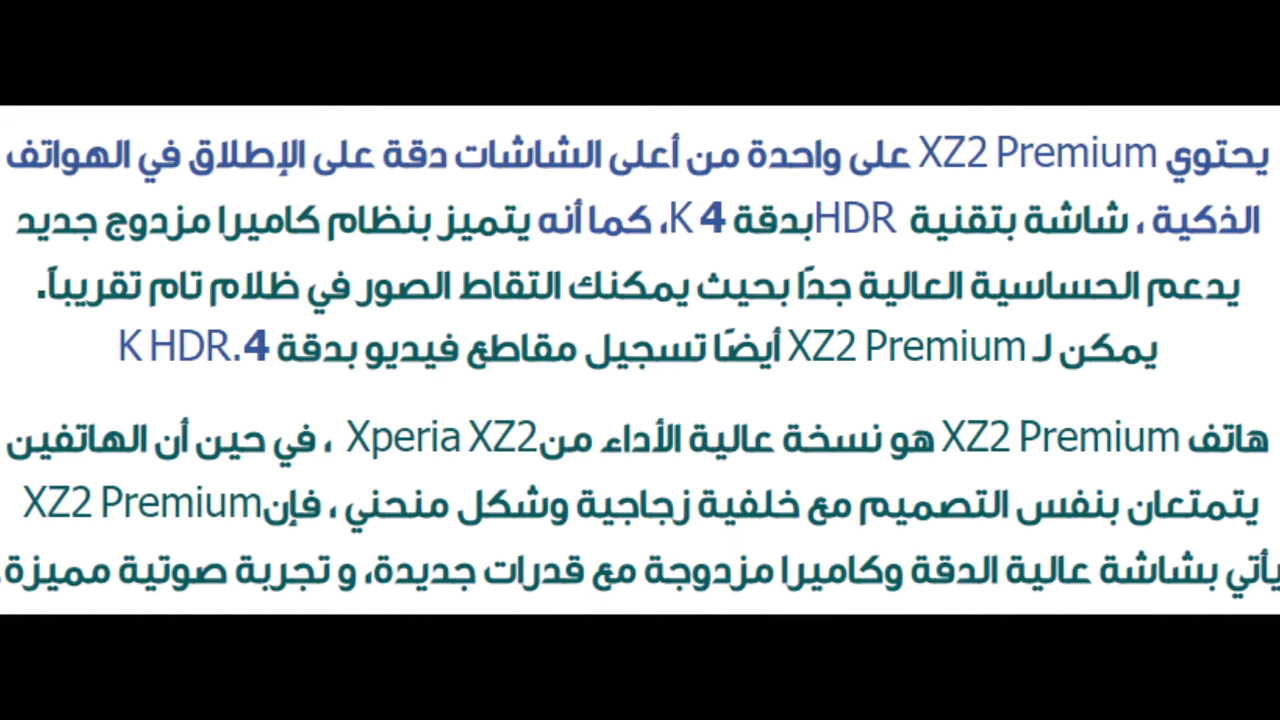 يحتوي XZ2 Premium على واحدة من أعلى الشاشات دقة على الإطلاق في الهواتف
الذكية ، شاشة بتقنية HDR بدقة 4 K، كما أنه يتميز بنظام كاميرا مزدوج جديد
يدعم الحساسية العالية جدًا بحيث يمكنك التقاط الصور في ظلام تام تقريباً.
يمكن لـ XZ2 Premium أيضًا تسجيل مقاطع فيديو بدقة 4.K HDR
هاتف XZ2 Premium هو نسخة عالية الأداء من Xperia XZ2 ، في حين أن الهاتفين
يتمتعان بنفس التصميم مع خلفية زجاجية وشكل منحني ، فإن XZ2 Premium
يأتي بشاشة عالية الدقة وكاميرا مزدوجة مع قدرات جديدة، و تجربة صوتية مميزة.